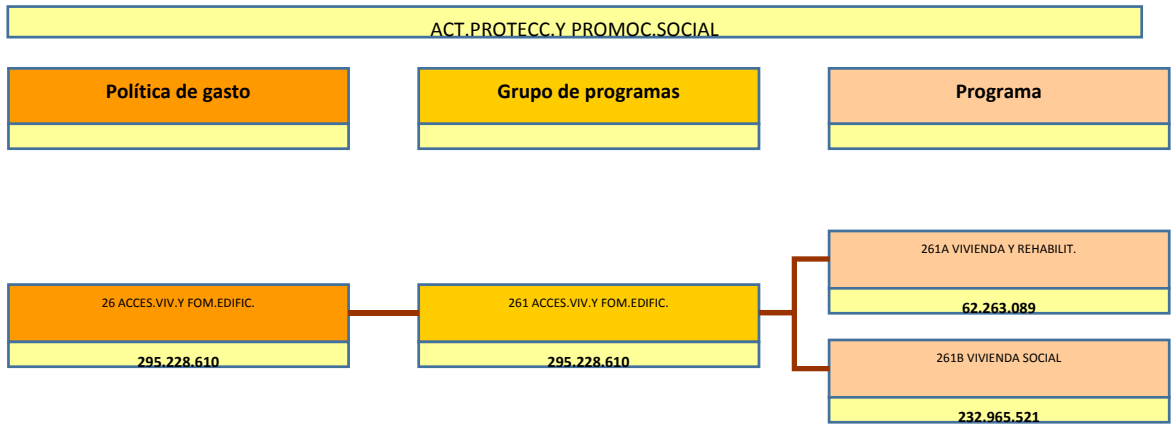 ACT.PROTECC.Y PROMOC.SOCIAL
Política de gasto
Grupo de programas
Programa
261A VIVIENDA Y REHABILIT.
62.263.089
26 ACCES.VIV.Y FOM.EDIFIC.
295.228.610
261 ACCES.VIV.Y FOM.EDIFIC.
295.228.610
261B VIVIENDA SOCIAL
232.965.521